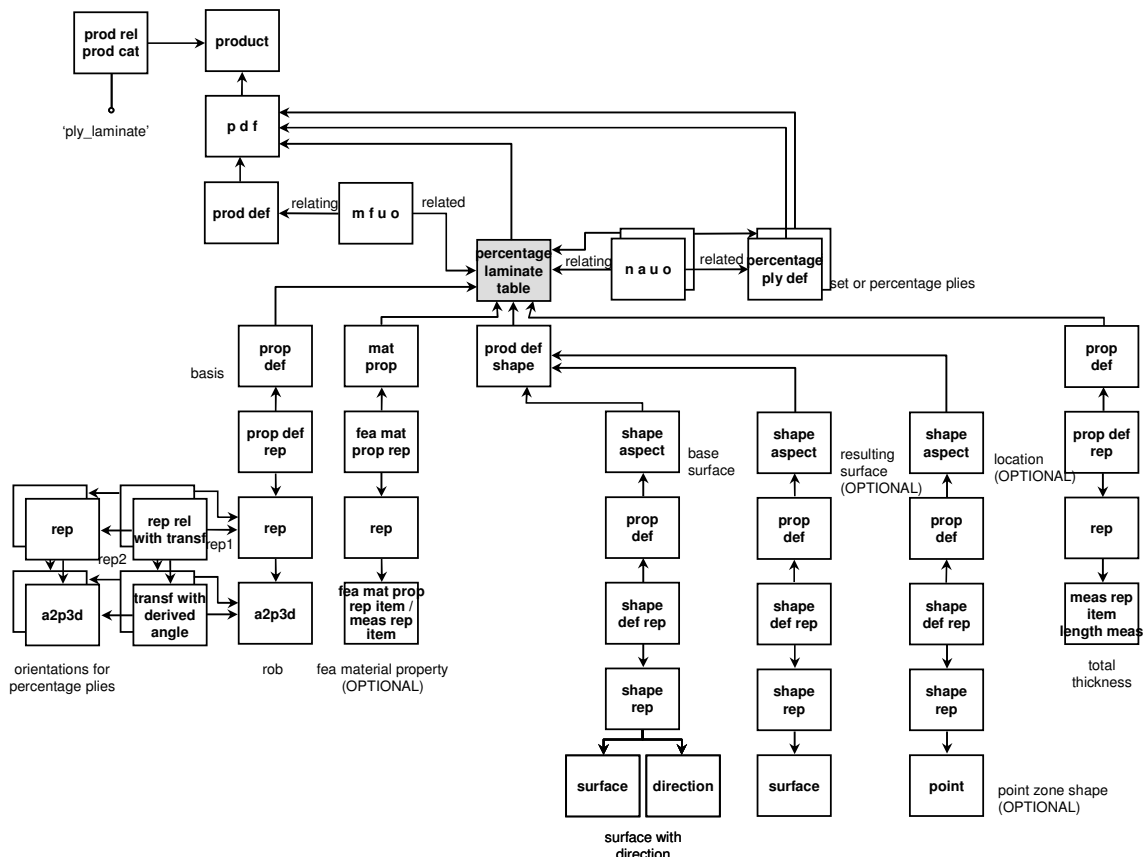 prod rel
prod cat
product
'ply_laminate'
p d f
prod def
relating
m f u o
related
percentage
laminate
table
relating
n a u o
related
percentage
ply def
set or percentage plies
basis
prop
def
mat
prop
prod def
shape
prop
def
prop def
rep
fea mat
prop rep
shape
aspect
base
surface
shape
aspect
resulting
surface
(OPTIONAL)
shape
aspect
location
(OPTIONAL)
prop def
rep
rep
rep rel
with transf
rep1
rep2
rep
rep
prop
def
prop
def
prop
def
rep
a2p3d
transf with
derived
angle
a2p3d
fea mat prop
rep item /
meas rep
item
shape
def rep
shape
def rep
shape
def rep
meas rep
item
length meas
orientations for
percentage plies
rob
fea material property
(OPTIONAL)
total
thickness
shape
rep
shape
rep
shape
rep
surface
direction
surface
point
point zone shape
(OPTIONAL)
surface with
direction